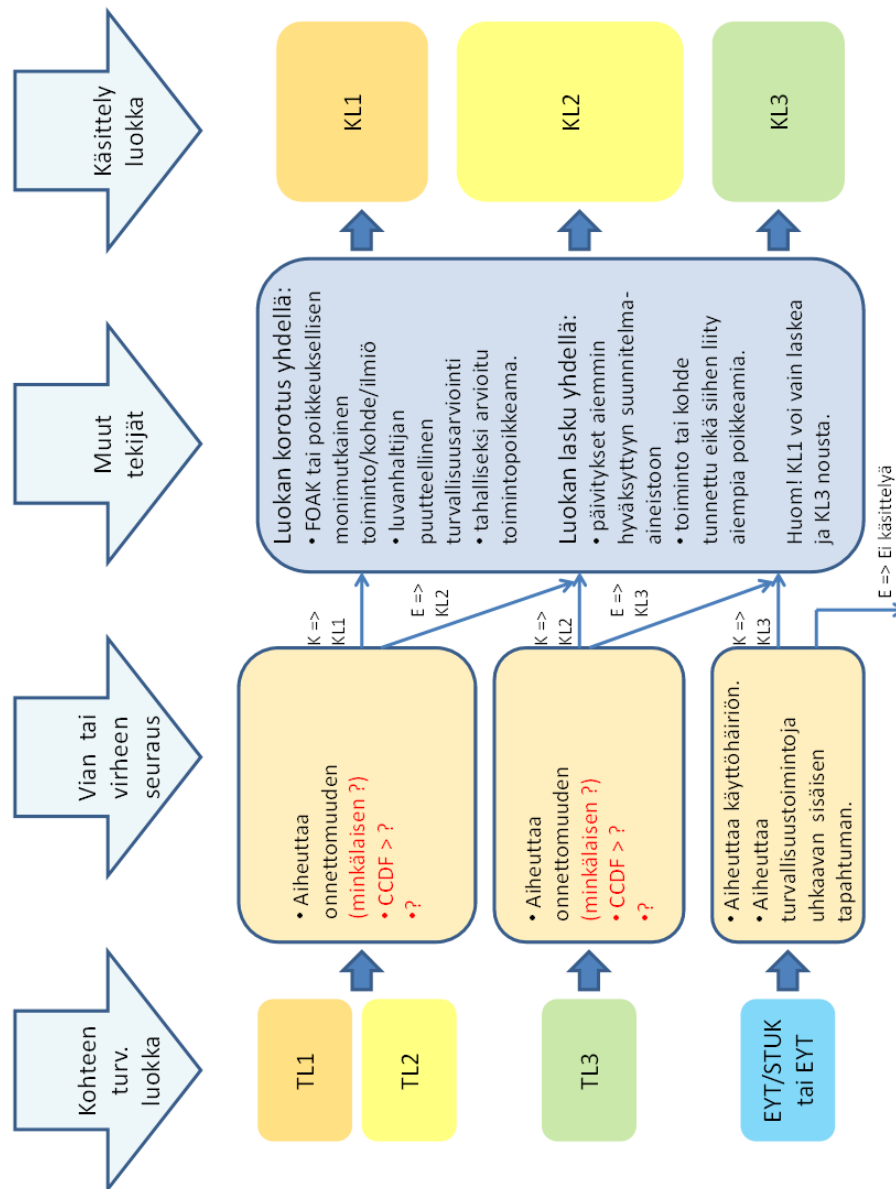 Kohteen
turv.
luokka
Vian tai
virheen
seuraus
Muut
tekijät
Käsittely
luokka
TL1
TL2
• Aiheuttaa
onnettomuuden
(minkälaisen ?)
• CCDF > ?
•?
K =>
KL1
E =>
KL2
TL3
• Aiheuttaa
onnettomuuden
(minkälaisen ?)
• CCDF > ?
•?
K =>
KL2
E =>
KL3
EYT/STUK
tai EYT
• Aiheuttaa käyttöhäiriön.
• Aiheuttaa
turvallisuustoimintoja
uhkaavan sisäisen
tapahtuman.
K =>
KL3
E => Ei käsittelyä
Luokan korotus yhdellä:
• FOAK tai poikkeuksellisen
monimutkainen
toiminto/kohde/ilmiö
• luvanhaltijan
puutteellinen
turvallisuusarviointi
• tahalliseksi arvioitu
toimintopoikkeama.
Luokan lasku yhdellä:
• päivitykset aiemmin
hyväksyttyyn suunnitelma-
aineistoon
• toiminto tai kohde
tunnettu eikä siihen liity
aiempia poikkeamia.
Huom! KL1 voi vain laskea
ja KL3 nousta.
KL1
KL2
KL3